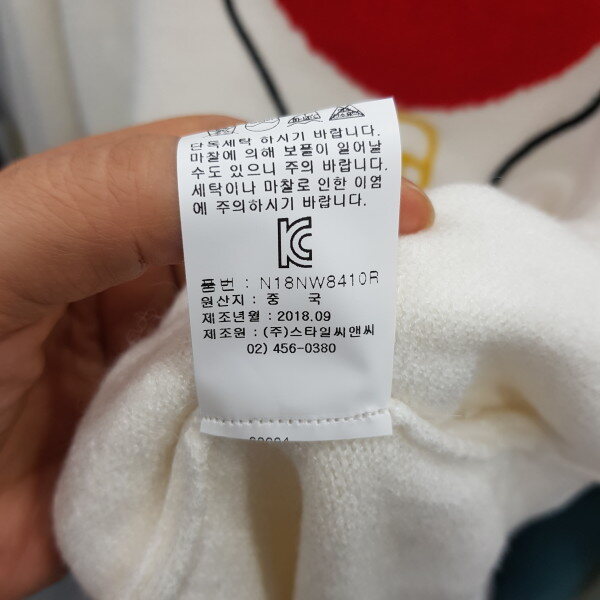 단독세탁 하시기 바랍니다.
마찰에 의해 보풀이 일어날
수도 있으니 주의 바랍니다.
세탁이나 마찰로 인한 이염
에 주의하시기 바랍니다.
품번 : N18NW8410R
원산지 : 중 국
제조년월 : 2018.09
제조원 : (주)스타일씨앤씨
02) 456-0380